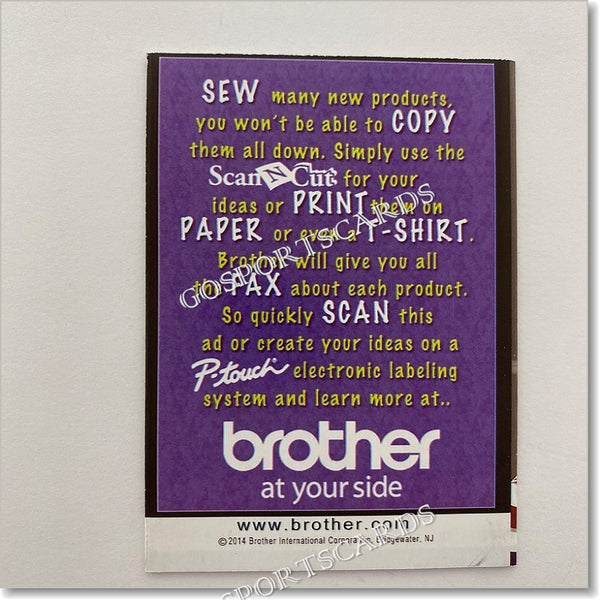 SEW many new products,
you won't be able to COPY
them all down. Simply use the
ScanNCut for your
ideas or PRINT them on
PAPER or even a T-SHIRT.
Brother will give you all
the FAX about each product.
So quickly SCAN this
ad or create your ideas on a
P-touch electronic labeling
system and learn more at..
brother
at your side
www.brother.com
© 2014 Brother International Corporation, Bridgewater, NJ
GOSPORTSCARDS
GOSPORTSCARDS